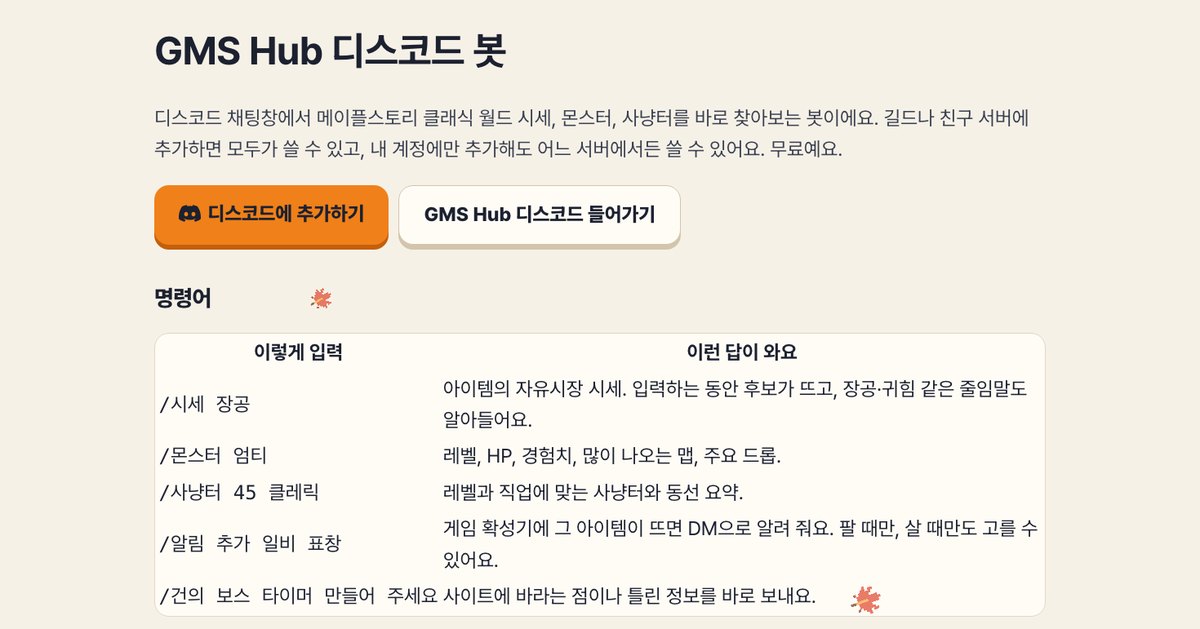 GMS Hub 디스코드 봇
디스코드 채팅창에서 메이플스토리 클래식 월드 시세, 몬스터, 사냥터를 바로 찾아보는 봇이에요. 길드나 친구 서버에
추가하면 모두가 쓸 수 있고, 내 계정에만 추가해도 어느 서버에서든 쓸 수 있어요. 무료예요.
디스코드에 추가하기
GMS Hub 디스코드 들어가기
명령어
이렇게 입력
이런 답이 와요
/시세 장공
아이템의 자유시장 시세. 입력하는 동안 후보가 뜨고, 장공·귀힘 같은 줄임말도
알아들어요.
/몬스터 엄티
레벨, HP, 경험치, 많이 나오는 맵, 주요 드롭.
/사냥터 45 클레릭
레벨과 직업에 맞는 사냥터와 동선 요약.
/알림 추가 일비 표창
게임 확성기에 그 아이템이 뜨면 DM으로 알려 줘요. 팔 때만, 살 때만도 고를 수
있어요.
/건의 보스 타이머 만들어 주세요
사이트에 바라는 점이나 틀린 정보를 바로 보내요.